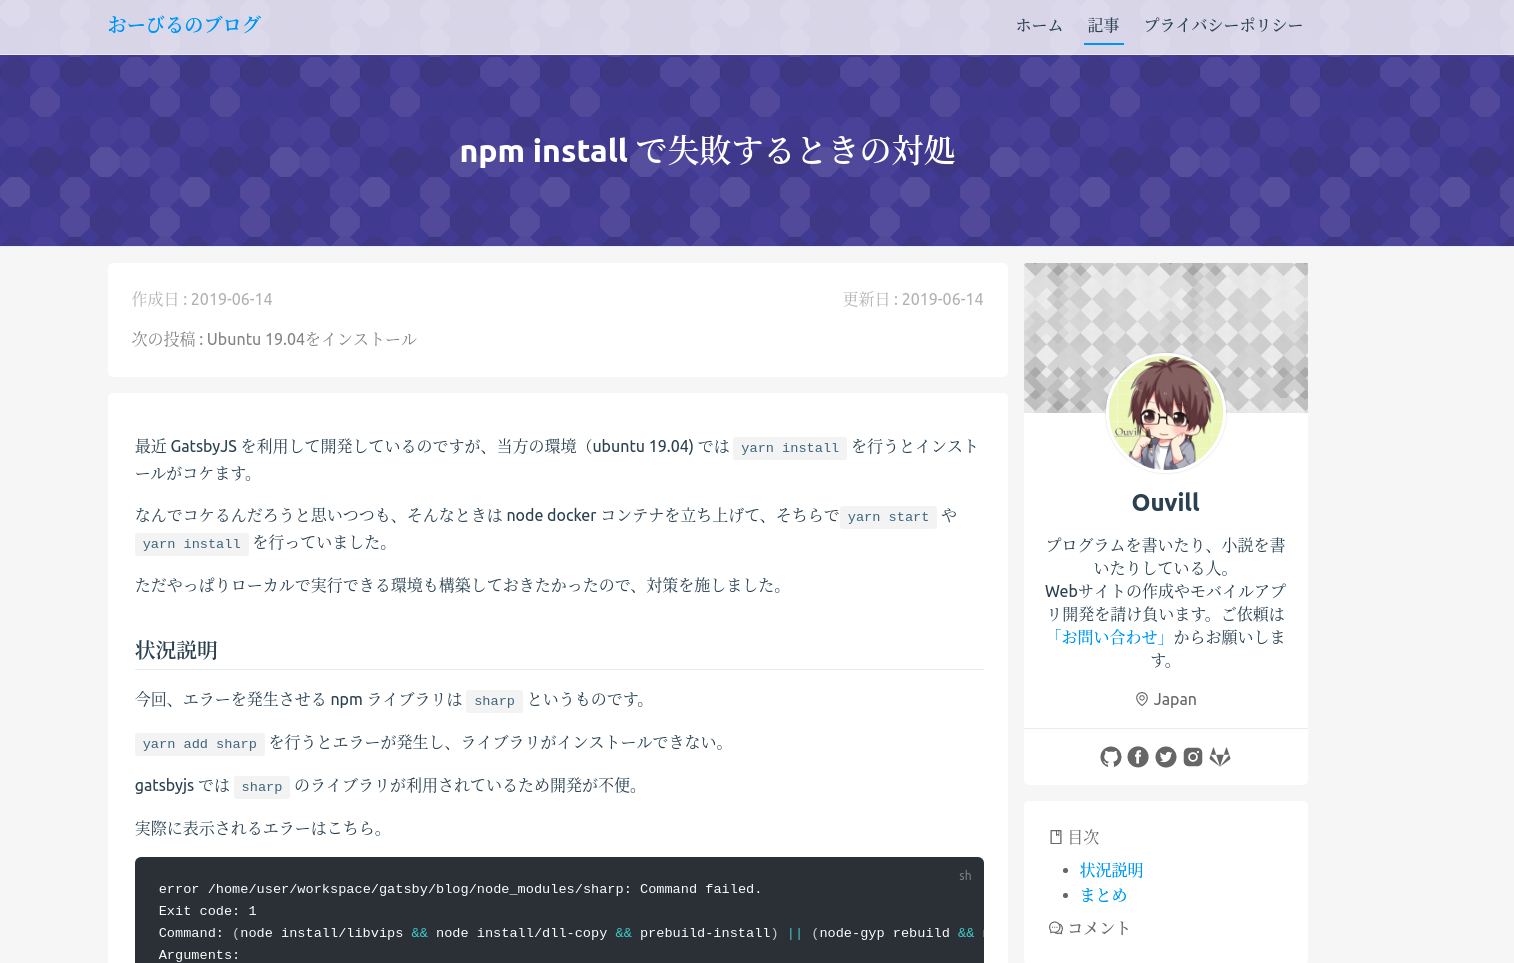 おーびるのブログ
ホーム 記事 プライバシーポリシー
npm install で失敗するときの対処
作成日 : 2019-06-14 更新日 : 2019-06-14
次の投稿 : Ubuntu 19.04をインストール
最近 GatsbyJS を利用して開発しているのですが、当方の環境（ubuntu 19.04) では yarn install を行うとインスト
ールがコケます。
なんでコケるんだろうと思いつつも、そんなときは node docker コンテナを立ち上げて、そちらで yarn start や
yarn install を行っていました。
ただやっぱりローカルで実行できる環境も構築しておきたかったので、対策を施しました。
状況説明
今回、エラーを発生させる npm ライブラリは sharp というものです。
yarn add sharp を行うとエラーが発生し、ライブラリがインストールできない。
gatsbyjs では sharp のライブラリが利用されているため開発が不便。
実際に表示されるエラーはこちら。
sh
error /home/user/workspace/gatsby/blog/node_modules/sharp: Command failed.
Exit code: 1
Command: (node install/libvips && node install/dll-copy && prebuild-install) || (node-gyp rebuild &&
Arguments:
Ouvill
Ouvill
プログラムを書いたり、小説を書
いたりしている人。
Webサイトの作成やモバイルアプ
リ開発を請け負います。ご依頼は
「お問い合わせ」からお願いしま
す。
Japan
目次
状況説明
まとめ
コメント